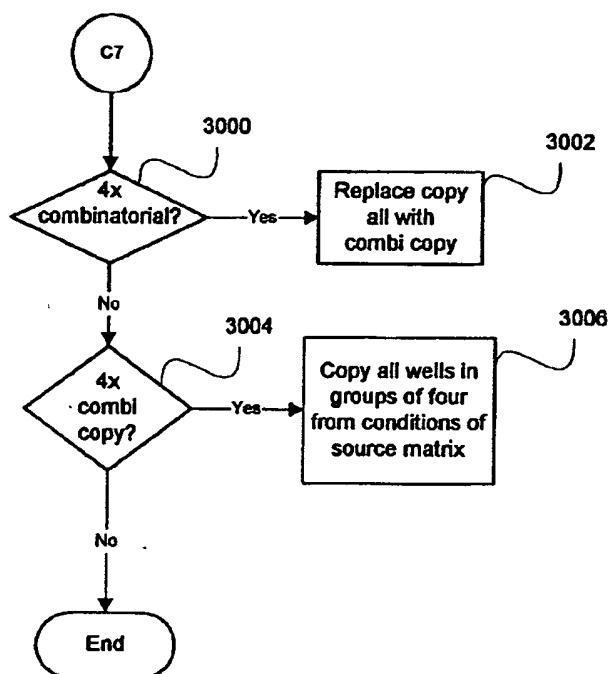 C7
3000
4x
combinatorial?
Yes
3002
Replace copy
all with
combi copy
No
3004
4x
combi
copy?
Yes
3006
Copy all wells in
groups of four
from conditions of
source matrix
No
End